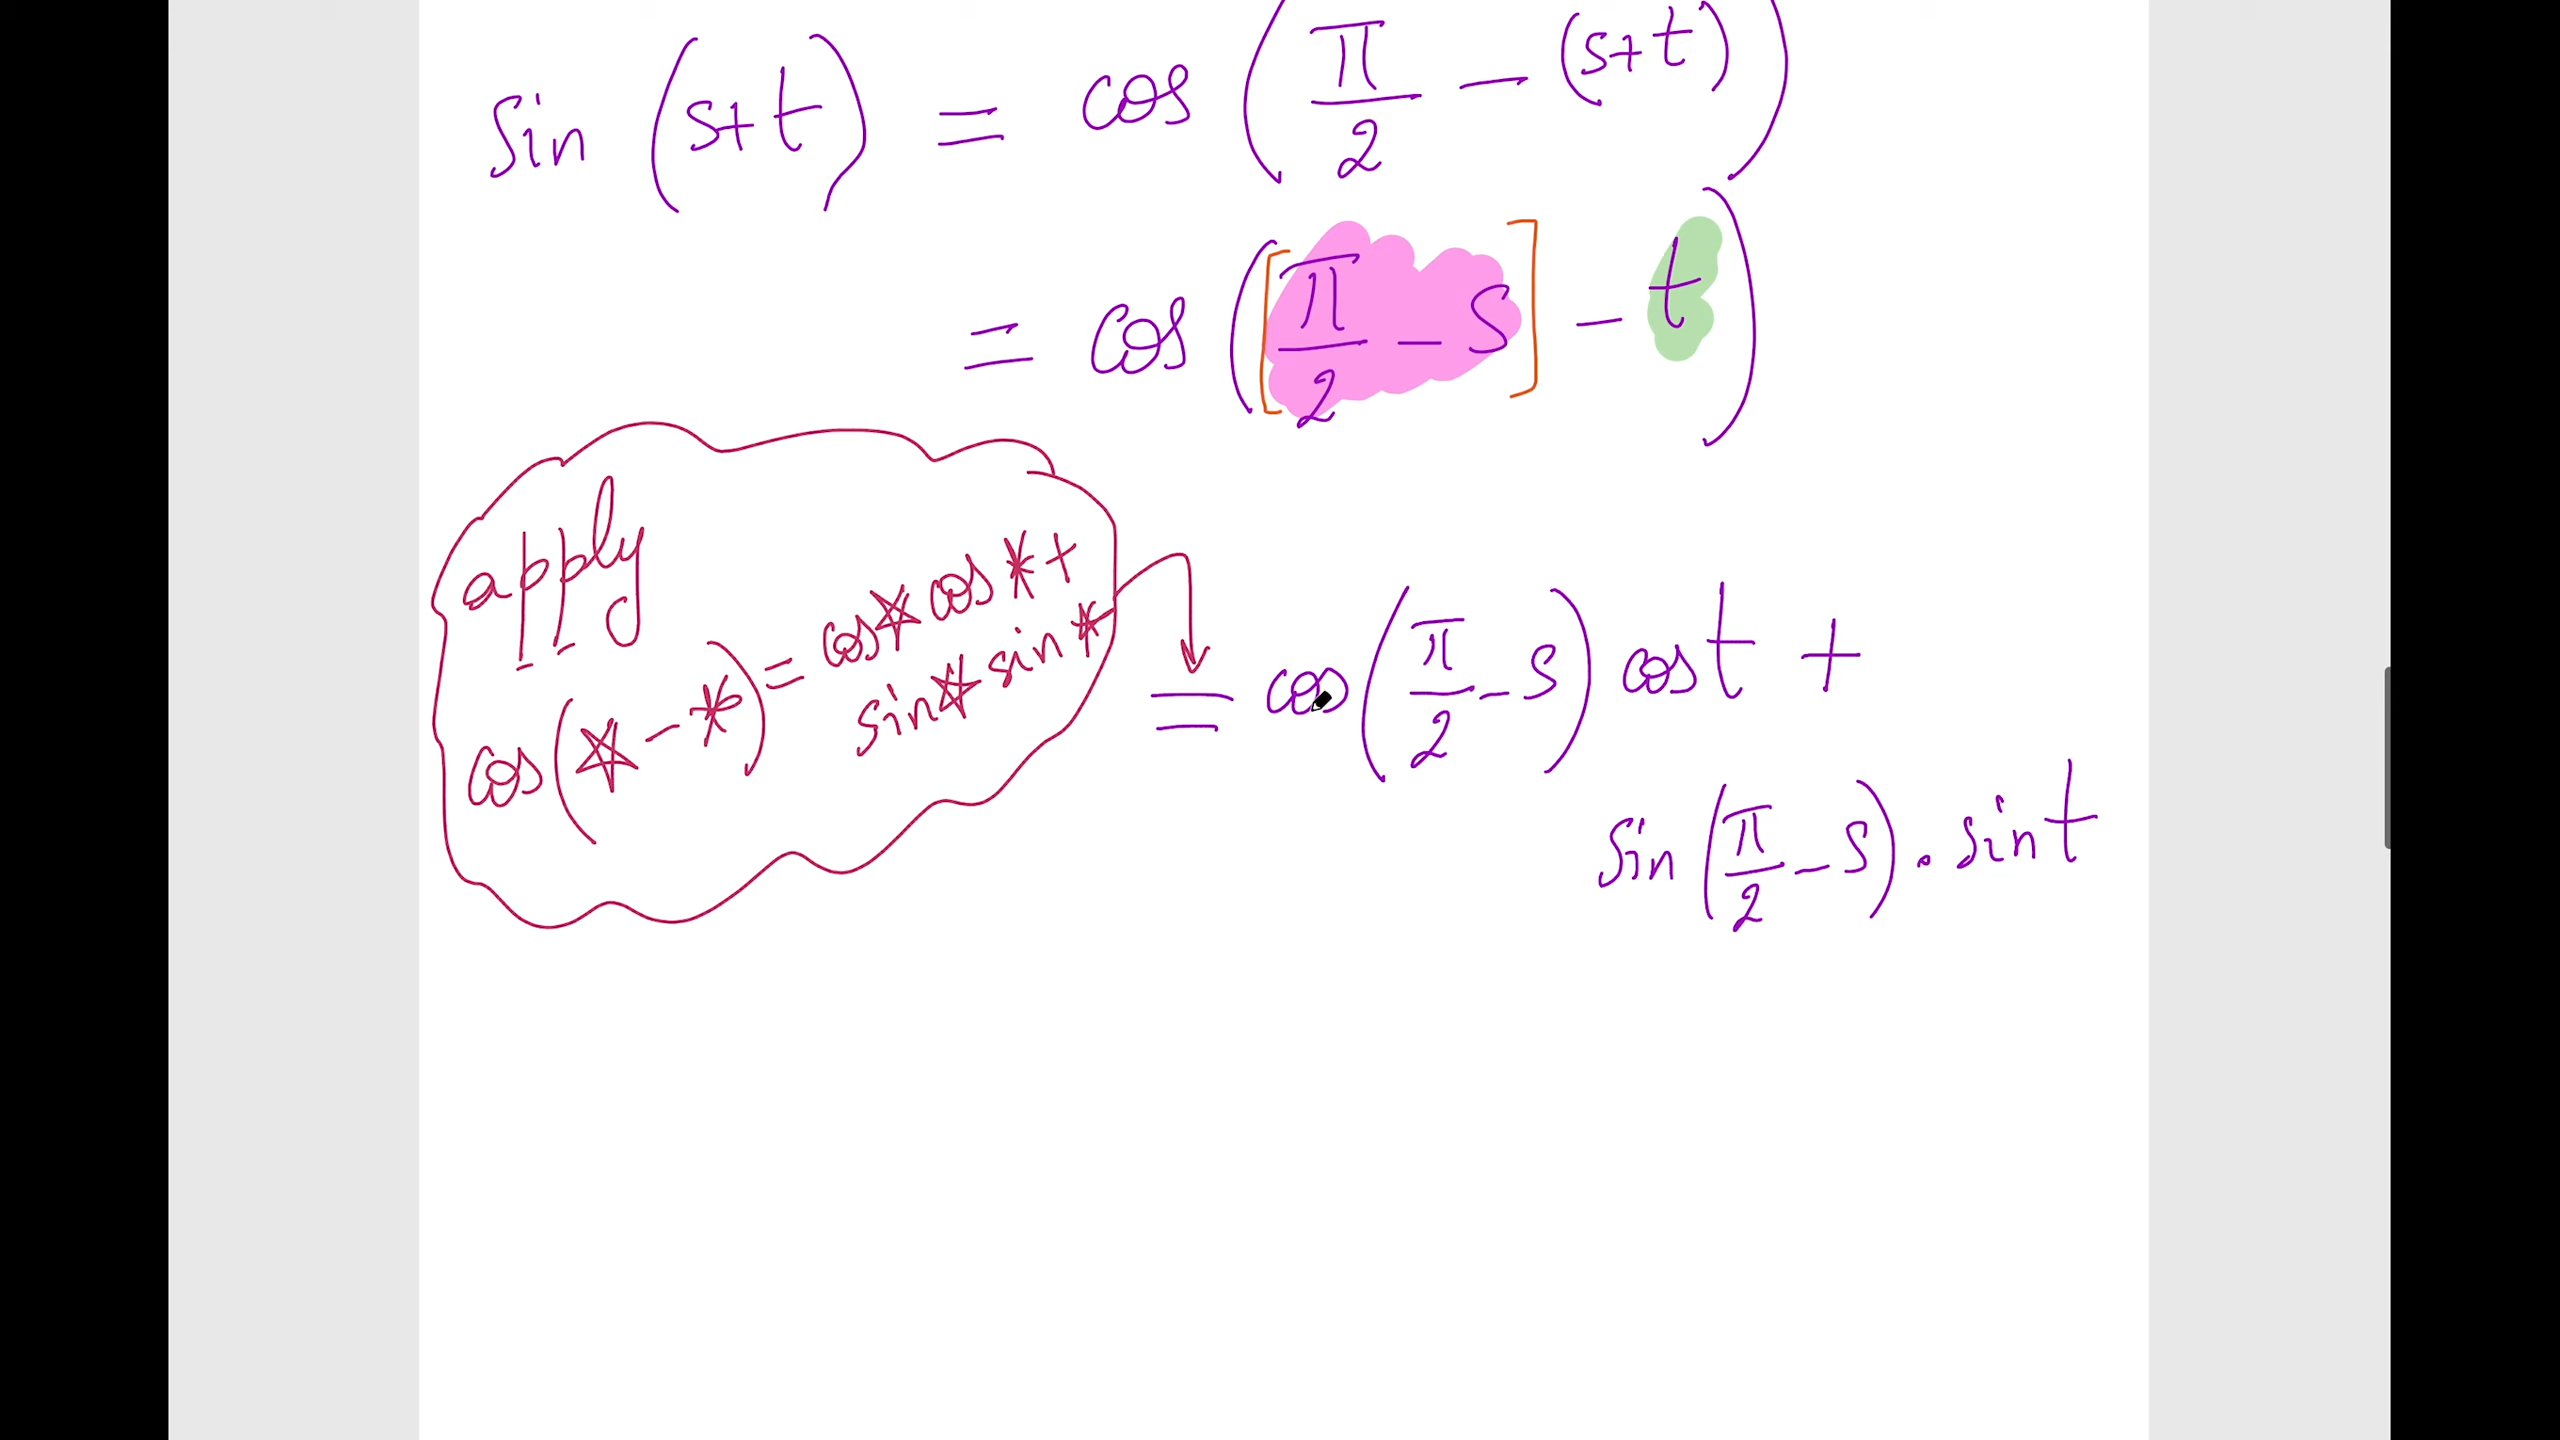 sin (s+t) = cos (π/2 - (s+t))
= cos ([π/2 - s] - t)
apply
cos(☆ - *) = cos☆ cos* +
sin☆ sin*
= cos(π/2 - s) cos t +
sin(π/2 - s) · sin t